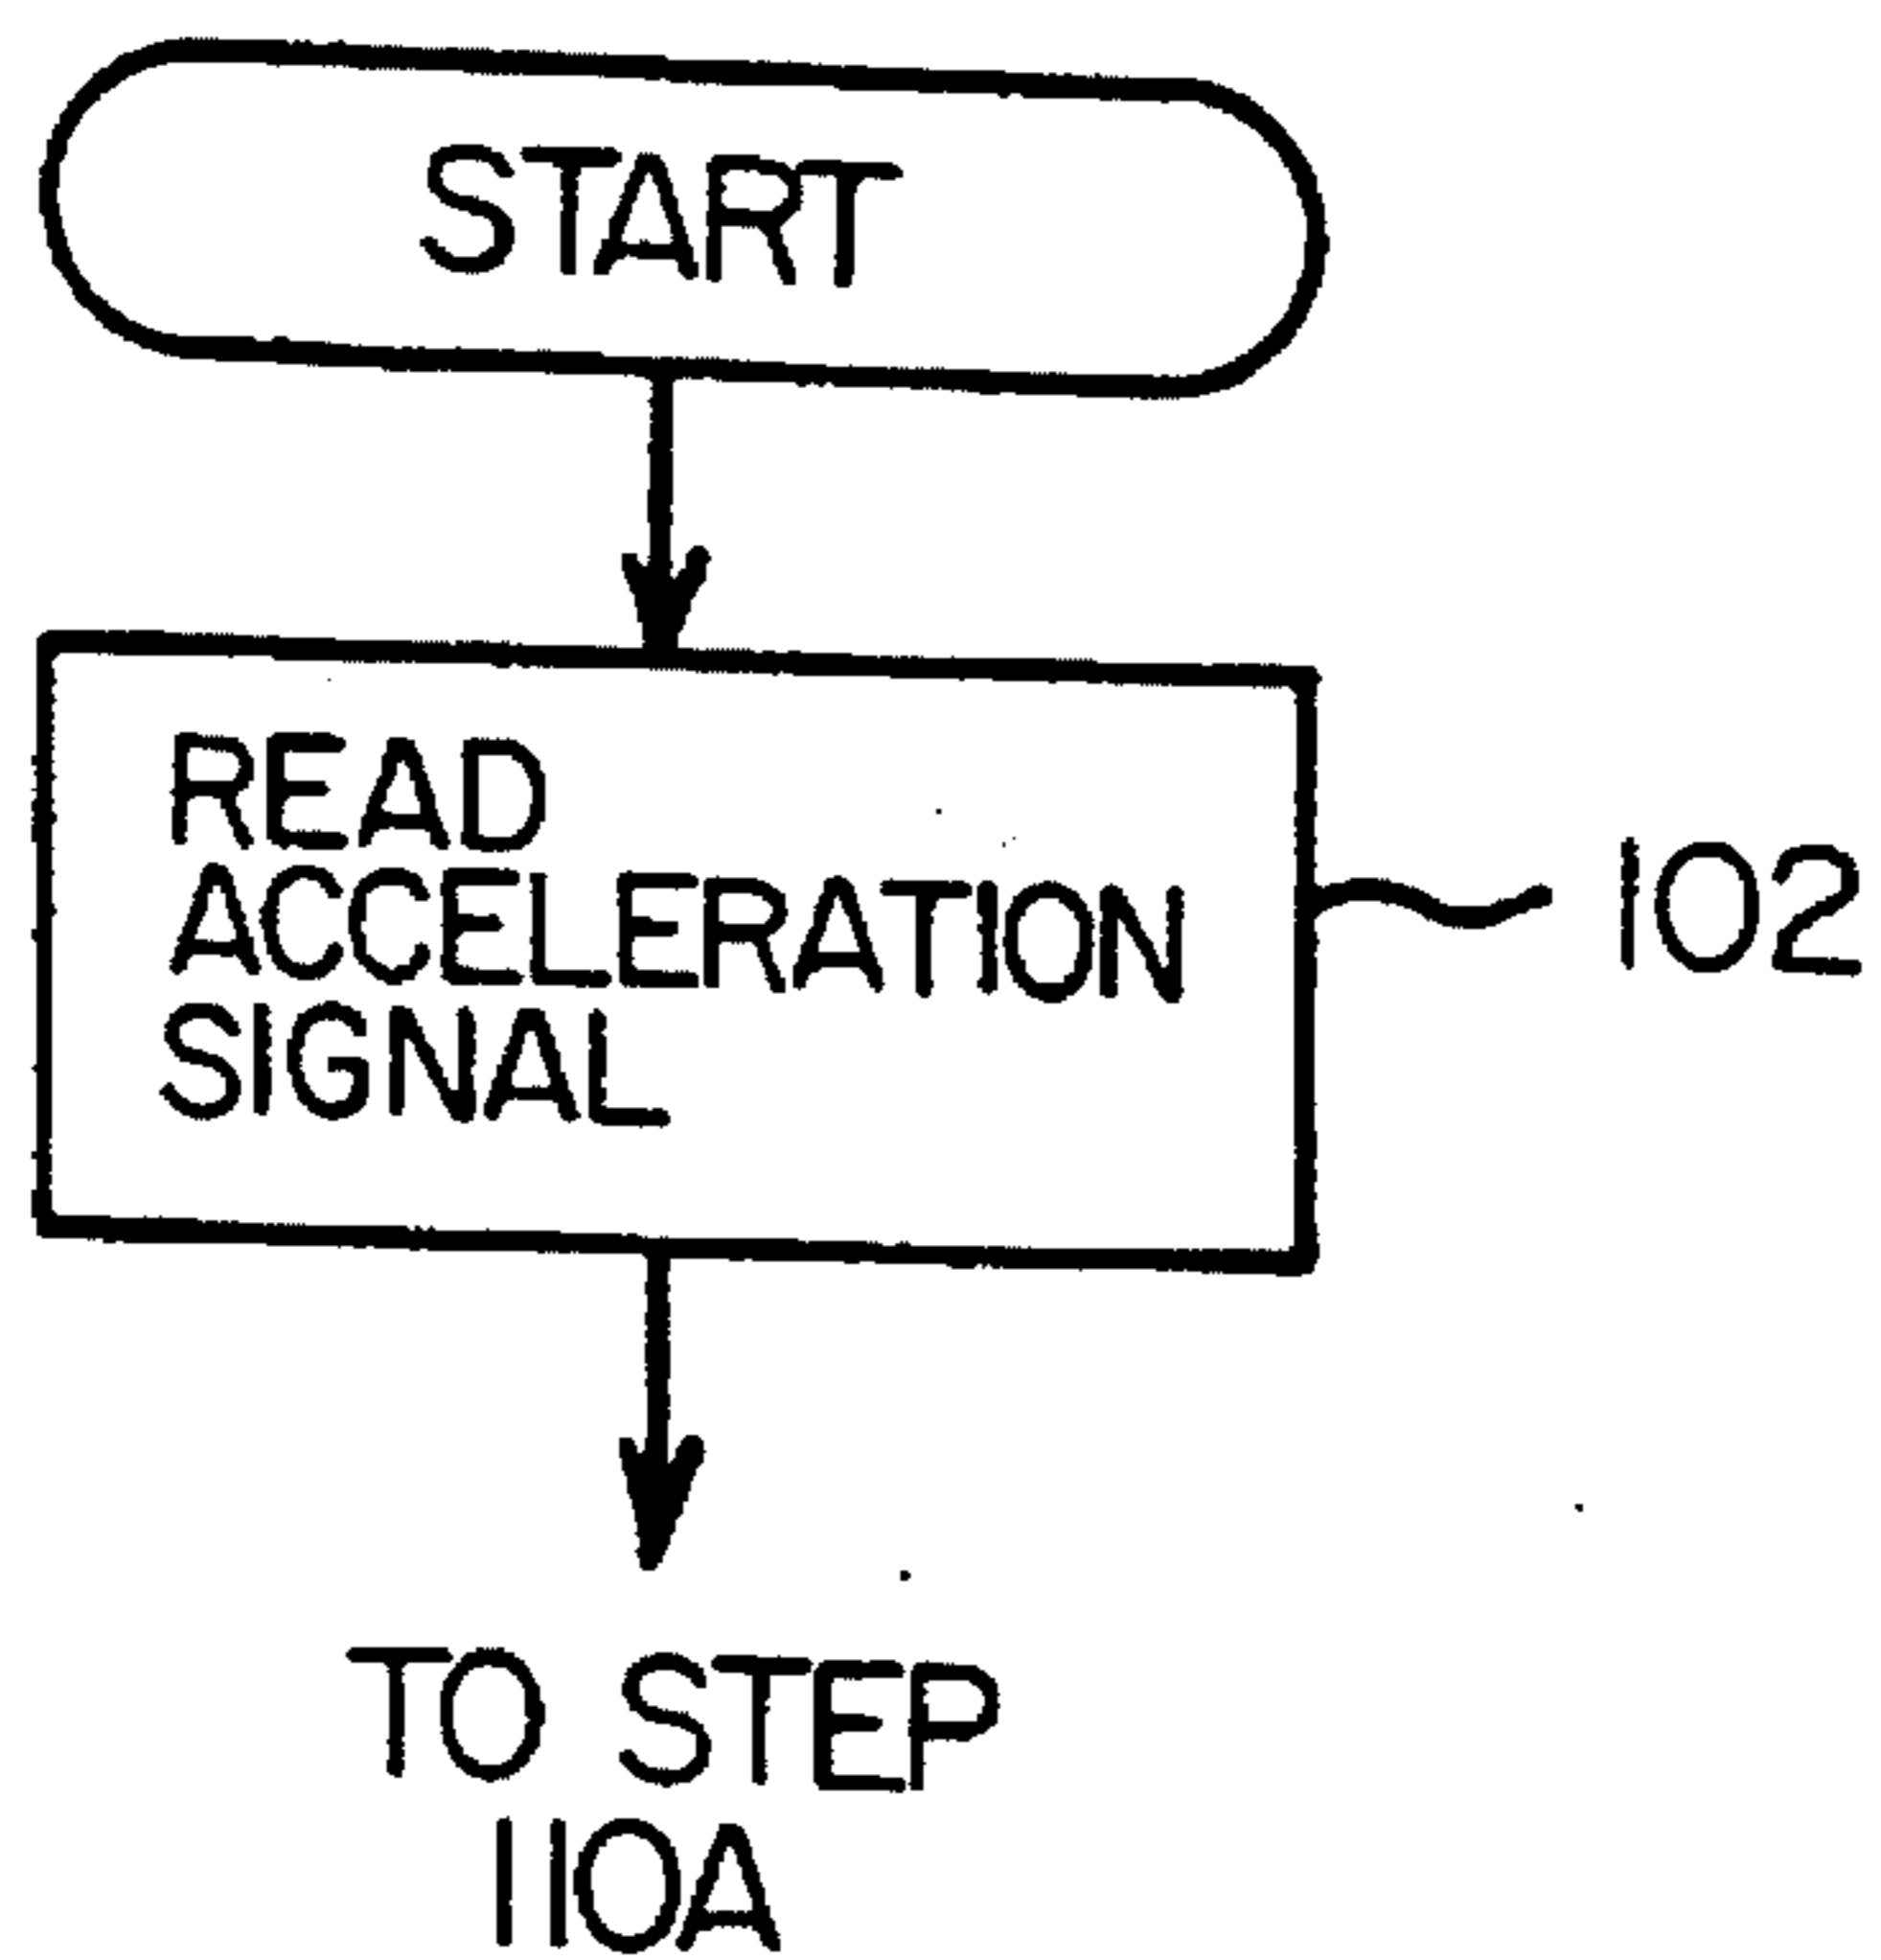 START
READ
ACCELERATION
SIGNAL
102
TO STEP
110A